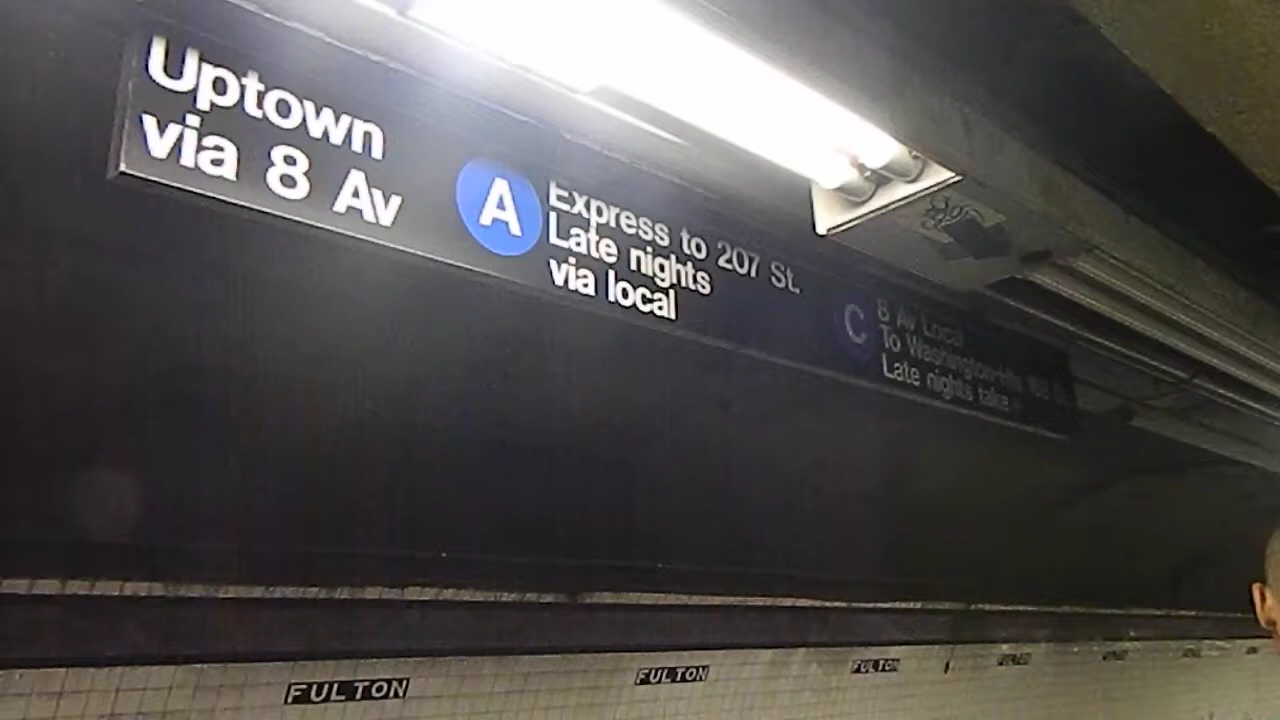 Uptown
via 8 Av
A
Express to 207 St.
Late nights
via local
C
8 Av Local
To Washington
Late nights take
FULTON
FULTON
FULTON
FULTON